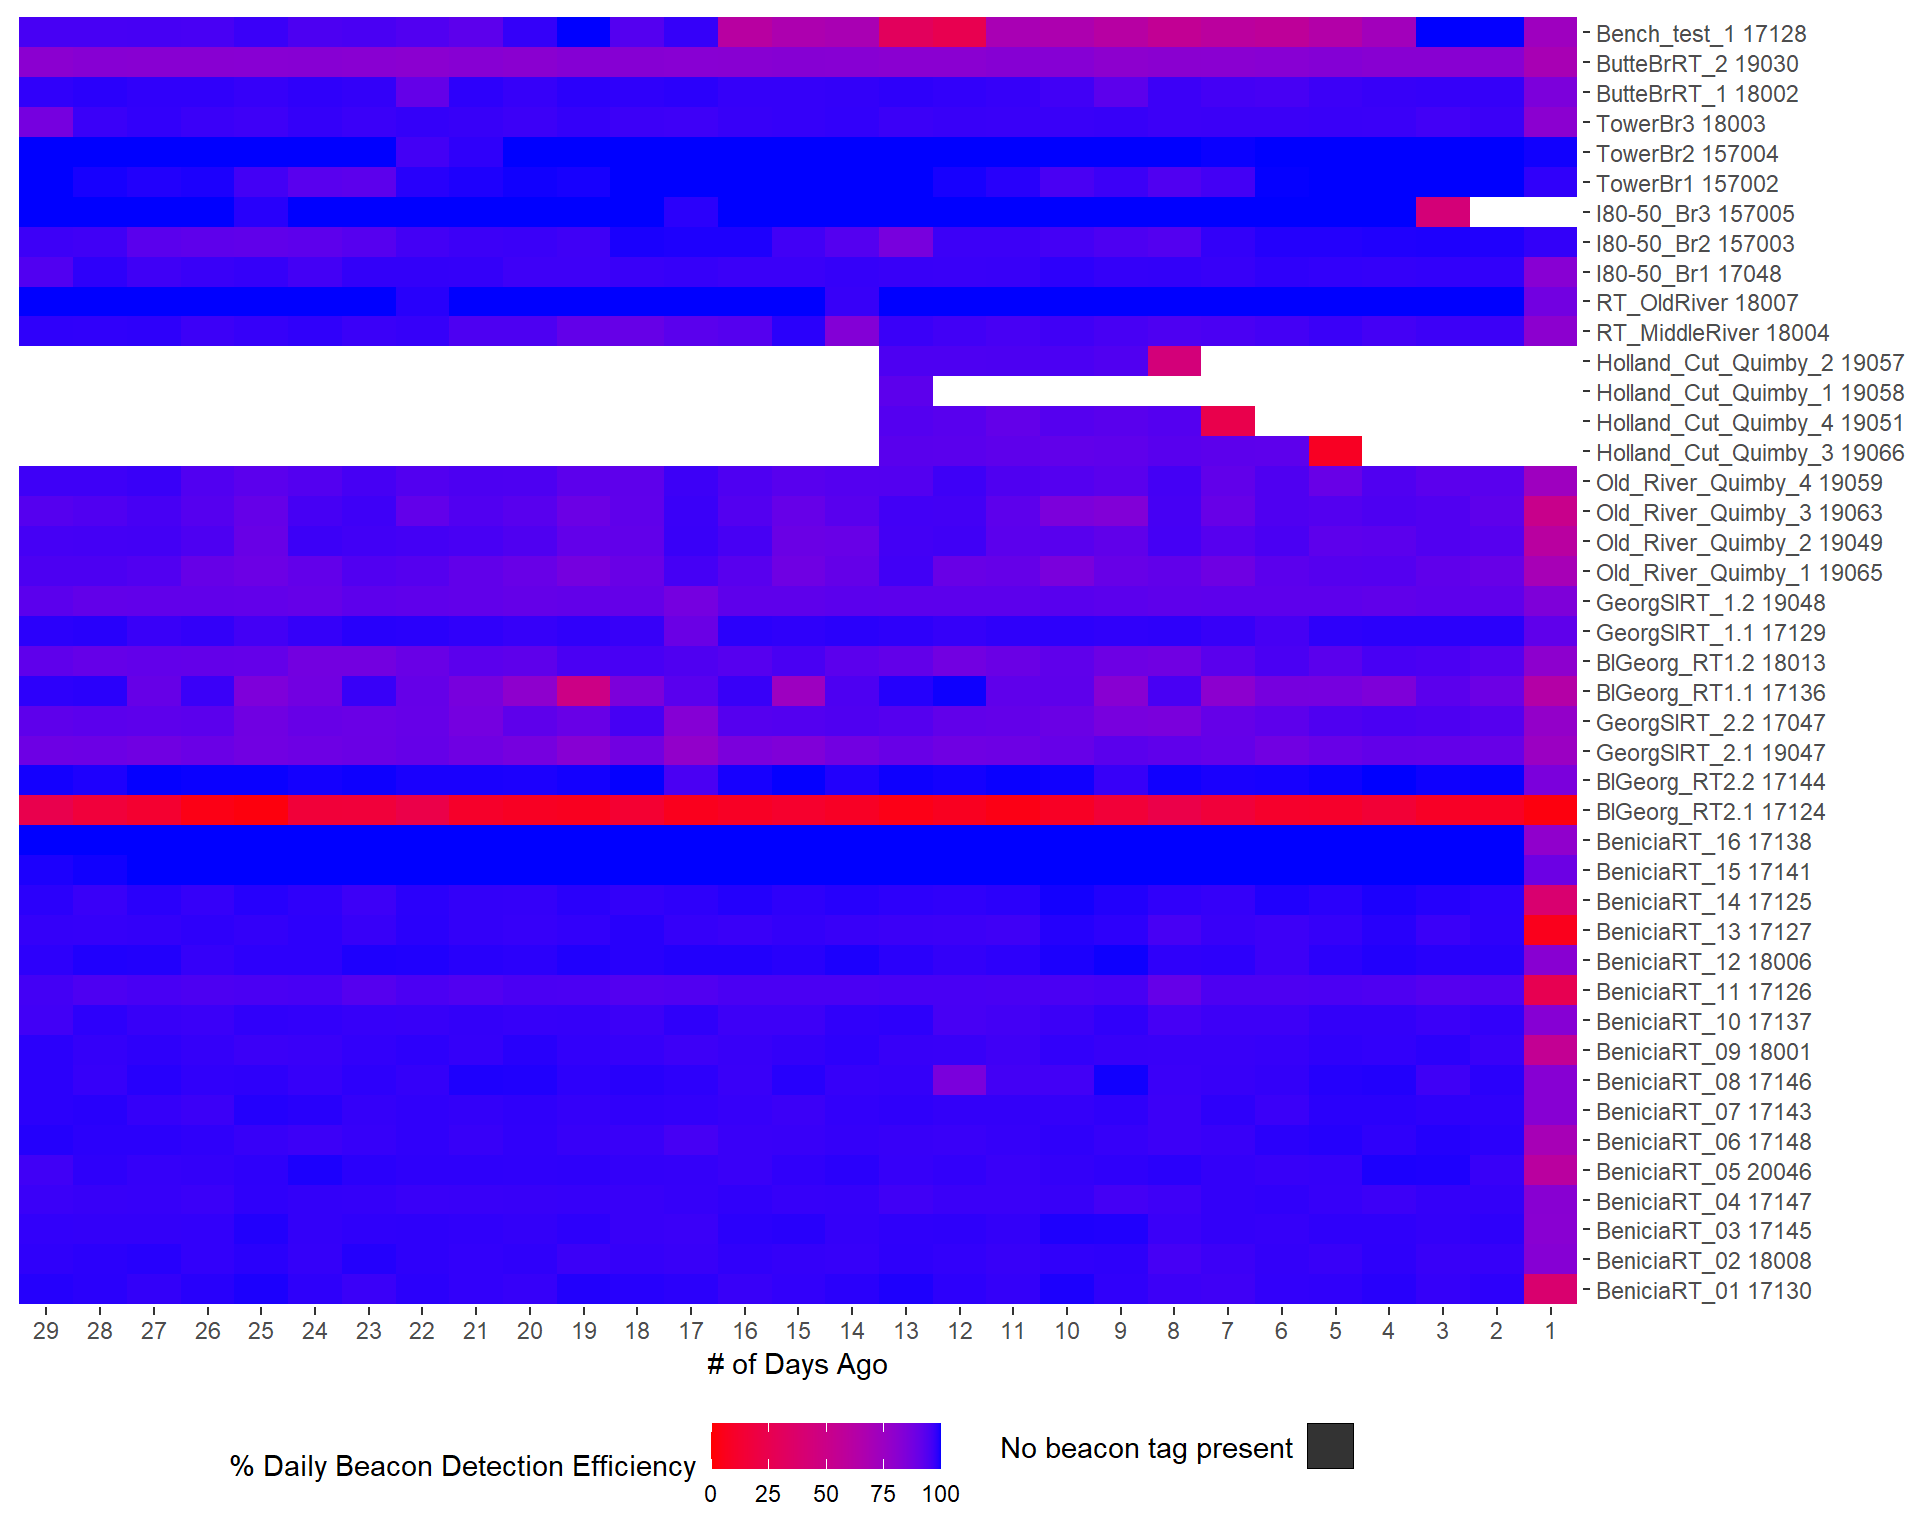 Bench_test_1 17128
ButteBrRT_2 19030
ButteBrRT_1 18002
TowerBr3 18003
TowerBr2 157004
TowerBr1 157002
I80-50_Br3 157005
I80-50_Br2 157003
I80-50_Br1 17048
RT_OldRiver 18007
RT_MiddleRiver 18004
Holland_Cut_Quimby_2 19057
Holland_Cut_Quimby_1 19058
Holland_Cut_Quimby_4 19051
Holland_Cut_Quimby_3 19066
Old_River_Quimby_4 19059
Old_River_Quimby_3 19063
Old_River_Quimby_2 19049
Old_River_Quimby_1 19065
GeorgSlRT_1.2 19048
GeorgSlRT_1.1 17129
BlGeorg_RT1.2 18013
BlGeorg_RT1.1 17136
GeorgSlRT_2.2 17047
GeorgSlRT_2.1 19047
BlGeorg_RT2.2 17144
BlGeorg_RT2.1 17124
BeniciaRT_16 17138
BeniciaRT_15 17141
BeniciaRT_14 17125
BeniciaRT_13 17127
BeniciaRT_12 18006
BeniciaRT_11 17126
BeniciaRT_10 17137
BeniciaRT_09 18001
BeniciaRT_08 17146
BeniciaRT_07 17143
BeniciaRT_06 17148
BeniciaRT_05 20046
BeniciaRT_04 17147
BeniciaRT_03 17145
BeniciaRT_02 18008
BeniciaRT_01 17130
29 28 27 26 25 24 23 22 21 20 19 18 17 16 15 14 13 12 11 10 9 8 7 6 5 4 3 2 1
# of Days Ago
% Daily Beacon Detection Efficiency
0 25 50 75 100
No beacon tag present